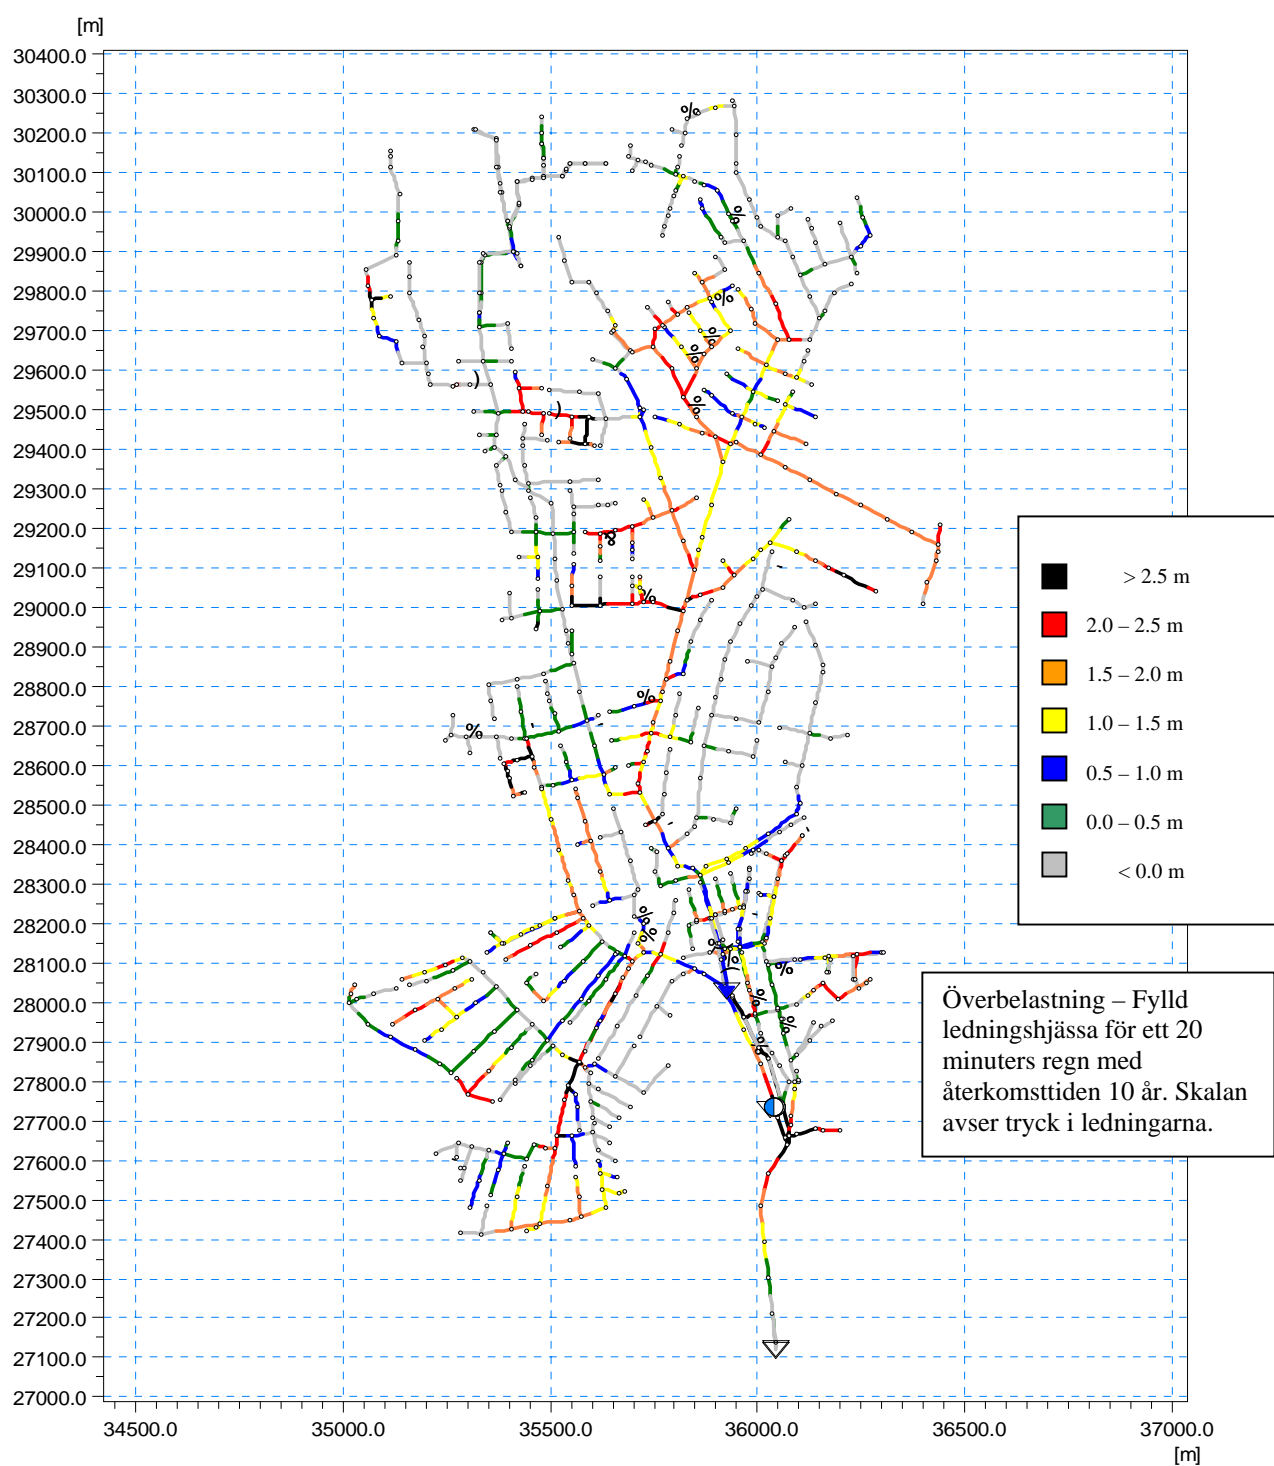 [m]
30400.0
30300.0
30200.0
30100.0
30000.0
29900.0
29800.0
29700.0
29600.0
29500.0
29400.0
29300.0
29200.0
29100.0
29000.0
28900.0
28800.0
28700.0
28600.0
28500.0
28400.0
28300.0
28200.0
28100.0
28000.0
27900.0
27800.0
27700.0
27600.0
27500.0
27400.0
27300.0
27200.0
27100.0
27000.0
> 2.5 m
2.0 – 2.5 m
1.5 – 2.0 m
1.0 – 1.5 m
0.5 – 1.0 m
0.0 – 0.5 m
< 0.0 m
Överbelastning – Fylld
ledningshjässa för ett 20
minuters regn med
återkomsttiden 10 år. Skalan
avser tryck i ledningarna.
34500.0 35000.0 35500.0 36000.0 36500.0 37000.0
[m]